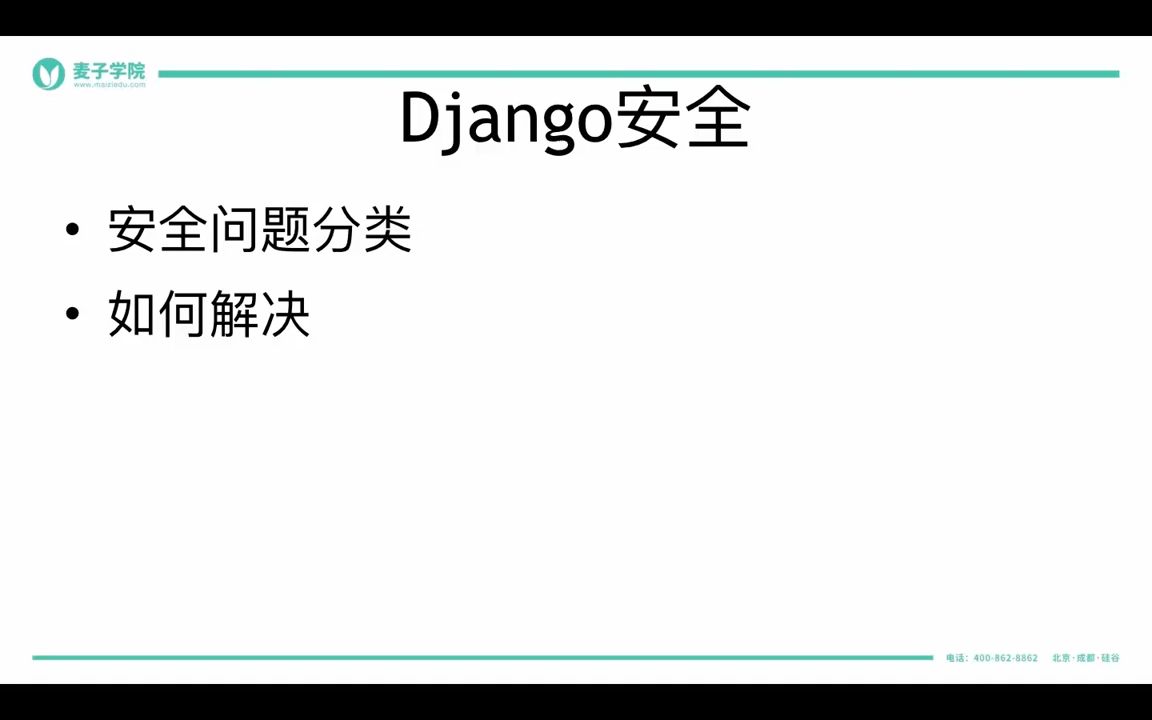 麦子学院
www.maiziedu.com
Django安全
• 安全问题分类
• 如何解决
电话：400-862-8862 北京·成都·硅谷